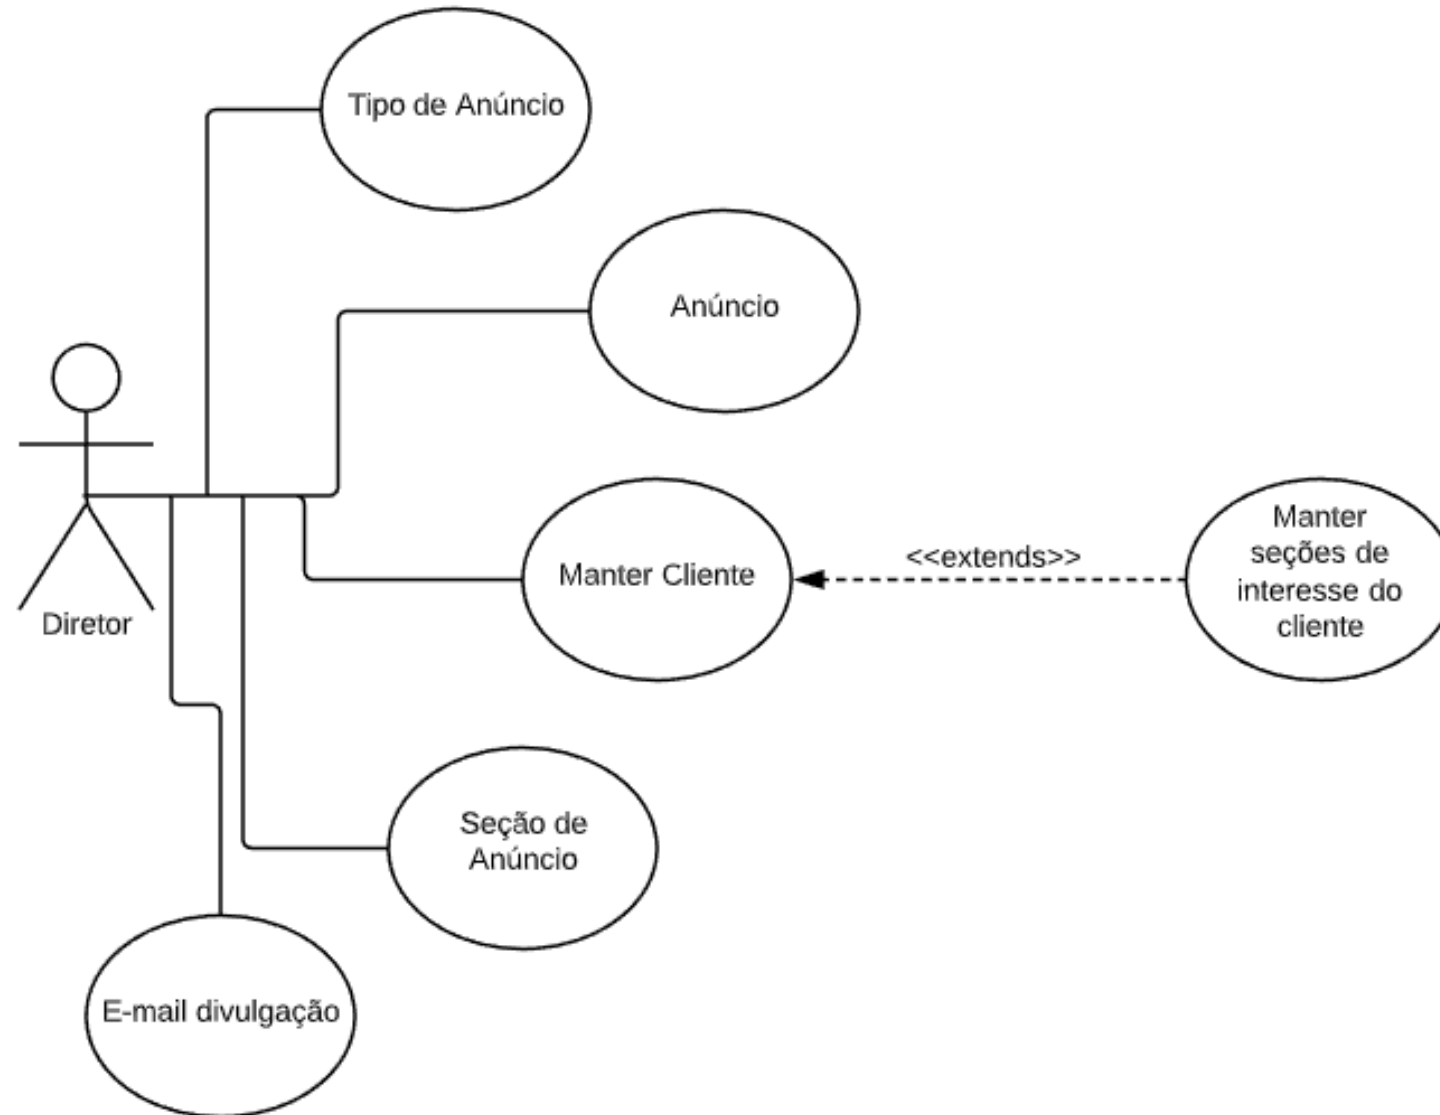 Tipo de Anúncio
Anúncio
Manter Cliente
<<extends>>
Manter
seções de
interesse do
cliente
Diretor
Seção de
Anúncio
E-mail divulgação